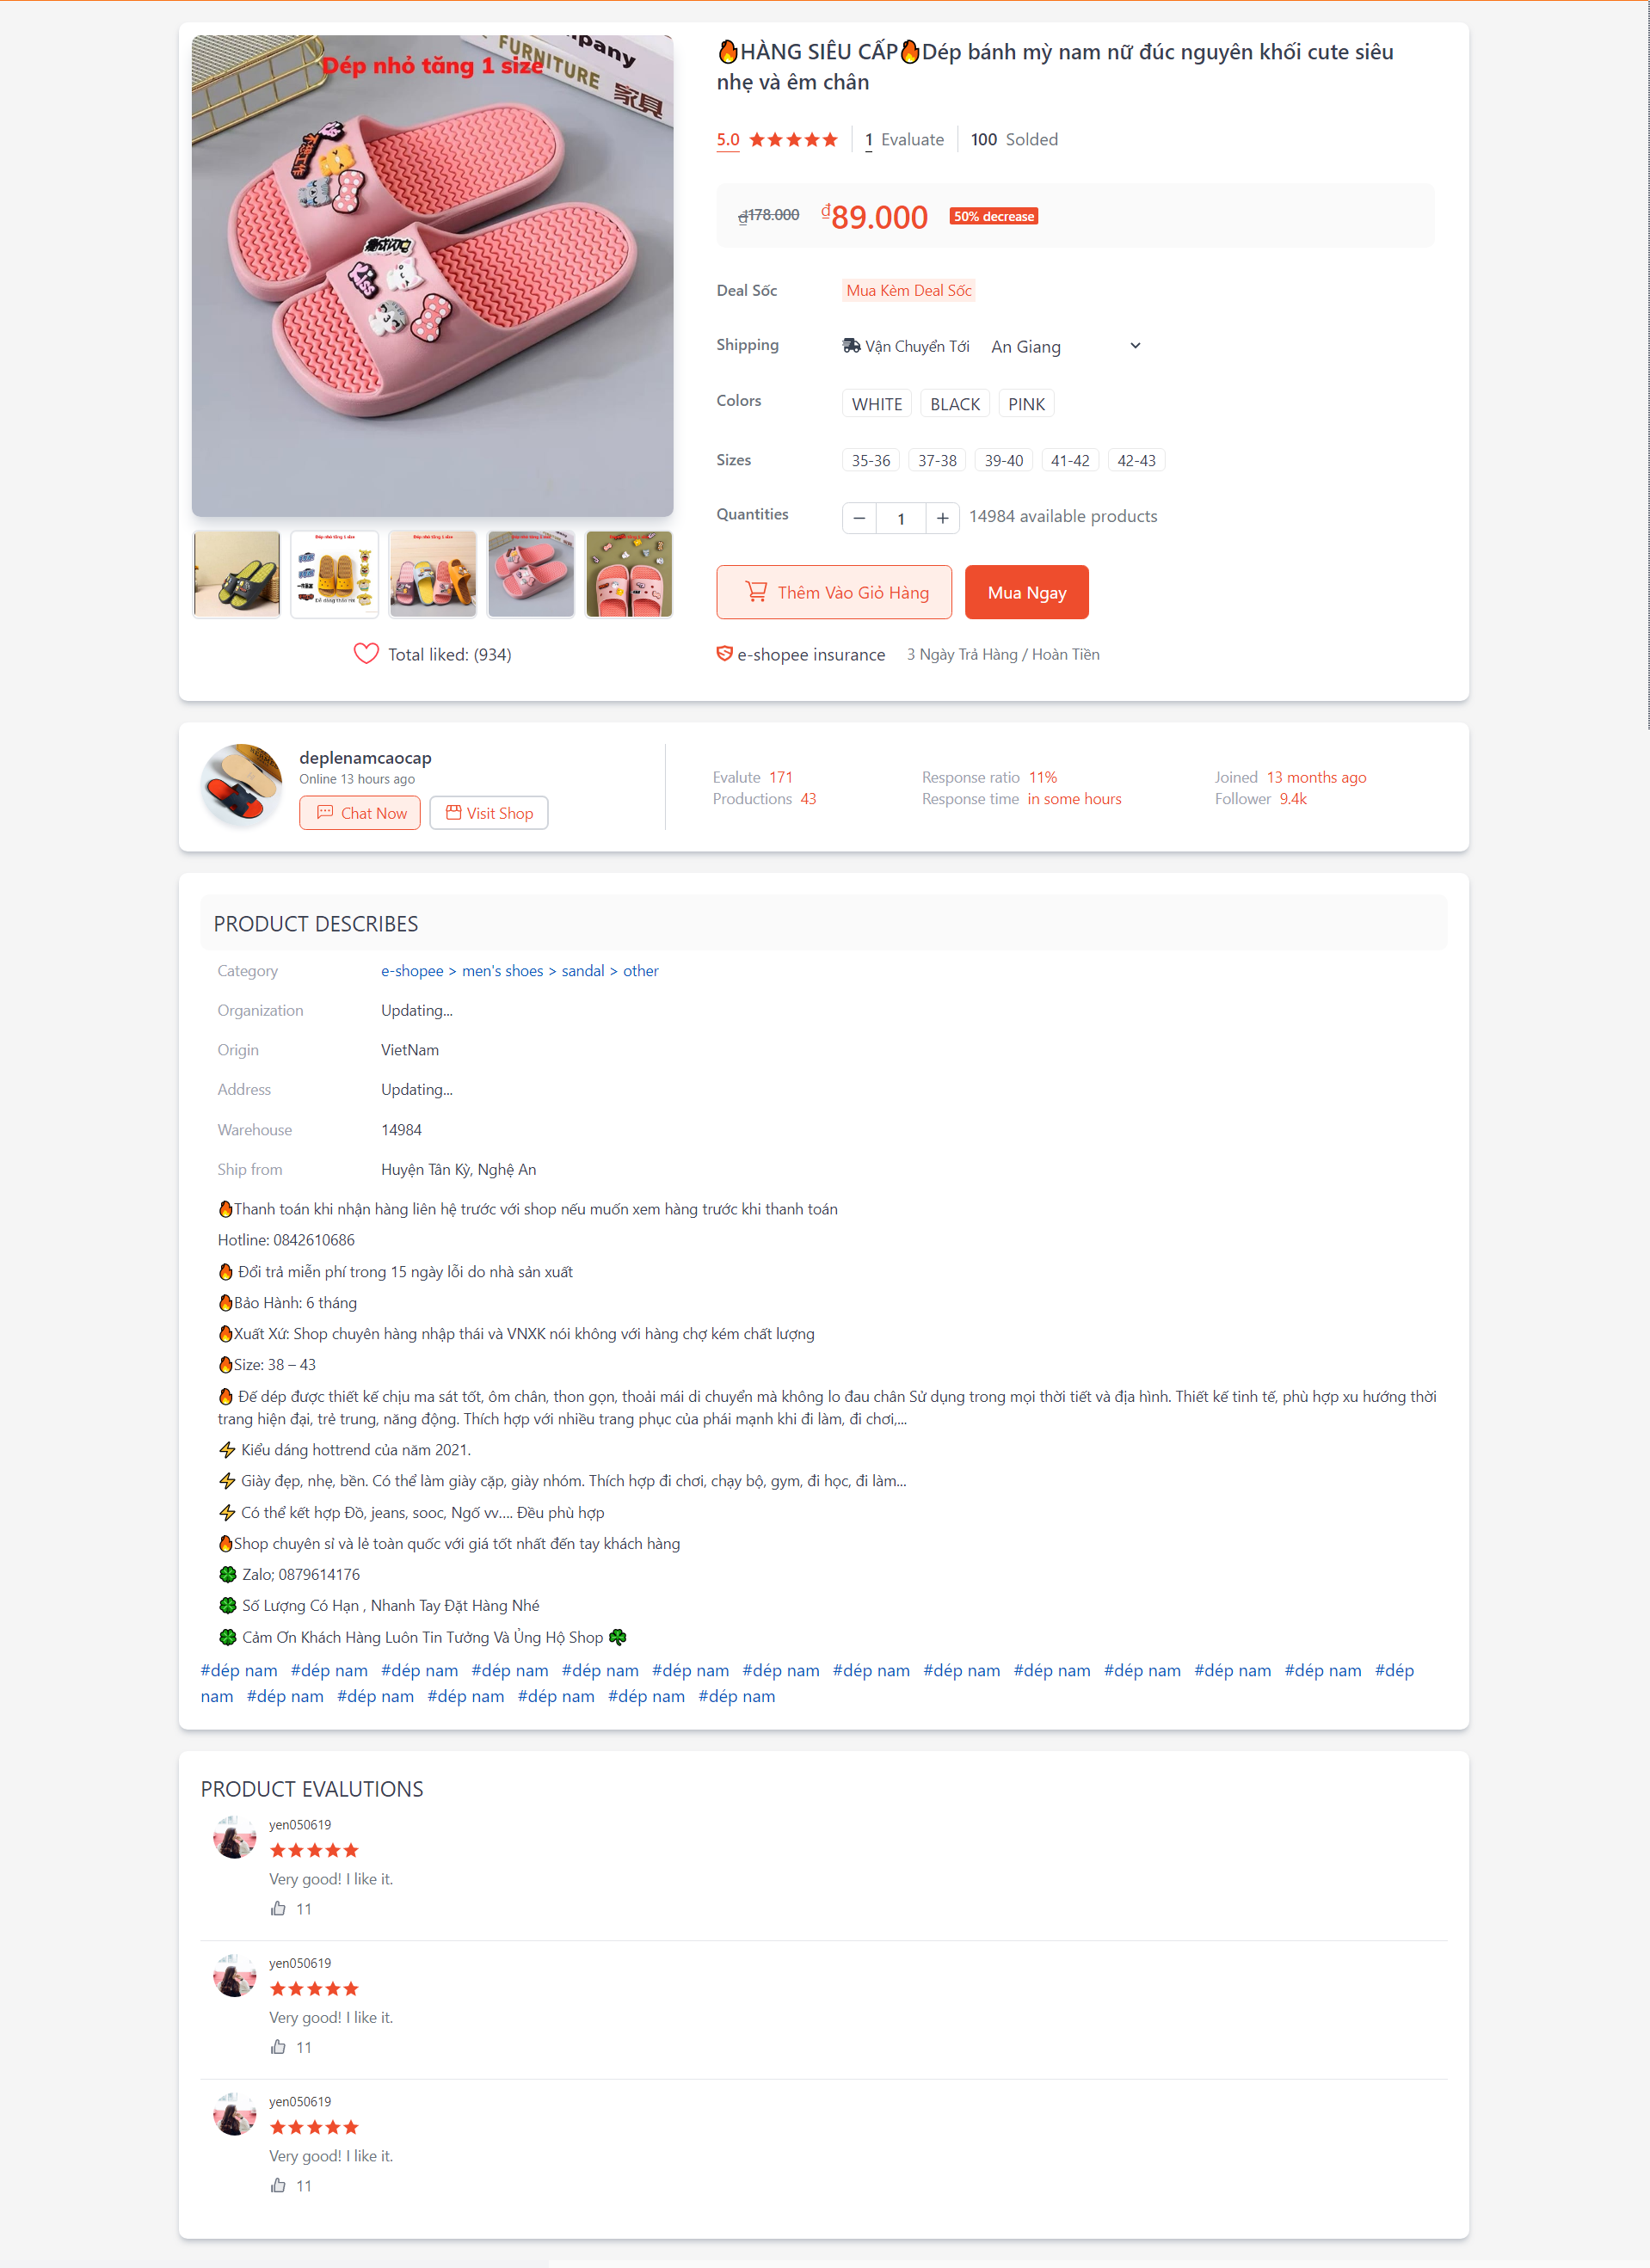 Dép nhỏ tăng 1 size
FURNITURE
家具
Kiss
🔥HÀNG SIÊU CẤP🔥Dép bánh mỳ nam nữ đúc nguyên khối cute siêu
nhẹ và êm chân
5.0 ★★★★★ 1 Evaluate 100 Solded
₫178.000 ₫89.000 50% decrease
Deal Sốc Mua Kèm Deal Sốc
Shipping Vận Chuyển Tới An Giang
Colors WHITE BLACK PINK
Sizes 35-36 37-38 39-40 41-42 42-43
Quantities − 1 + 14984 available products
Thêm Vào Giỏ Hàng Mua Ngay
Total liked: (934)
e-shopee insurance 3 Ngày Trả Hàng / Hoàn Tiền
deplenamcaocap
Online 13 hours ago
Chat Now Visit Shop
Evalute 171 Response ratio 11% Joined 13 months ago
Productions 43 Response time in some hours Follower 9.4k
PRODUCT DESCRIBES
Category e-shopee > men's shoes > sandal > other
Organization Updating...
Origin VietNam
Address Updating...
Warehouse 14984
Ship from Huyện Tân Kỳ, Nghệ An
🔥Thanh toán khi nhận hàng liên hệ trước với shop nếu muốn xem hàng trước khi thanh toán
Hotline: 0842610686
🔥 Đổi trả miễn phí trong 15 ngày lỗi do nhà sản xuất
🔥Bảo Hành: 6 tháng
🔥Xuất Xứ: Shop chuyên hàng nhập thái và VNXK nói không với hàng chợ kém chất lượng
🔥Size: 38 – 43
🔥 Đế dép được thiết kế chịu ma sát tốt, ôm chân, thon gọn, thoải mái di chuyển mà không lo đau chân Sử dụng trong mọi thời tiết và địa hình. Thiết kế tinh tế, phù hợp xu hướng thời
trang hiện đại, trẻ trung, năng động. Thích hợp với nhiều trang phục của phái mạnh khi đi làm, đi chơi,...
⚡ Kiểu dáng hottrend của năm 2021.
⚡ Giày đẹp, nhẹ, bền. Có thể làm giày cặp, giày nhóm. Thích hợp đi chơi, chạy bộ, gym, đi học, đi làm...
⚡ Có thể kết hợp Đồ, jeans, sooc, Ngố vv.... Đều phù hợp
🔥Shop chuyên sỉ và lẻ toàn quốc với giá tốt nhất đến tay khách hàng
🍀 Zalo; 0879614176
🍀 Số Lượng Có Hạn , Nhanh Tay Đặt Hàng Nhé
🍀 Cảm Ơn Khách Hàng Luôn Tin Tưởng Và Ủng Hộ Shop ☘
#dép nam #dép nam #dép nam #dép nam #dép nam #dép nam #dép nam #dép nam #dép nam #dép nam #dép nam #dép nam #dép nam #dép
nam #dép nam #dép nam #dép nam #dép nam #dép nam #dép nam
PRODUCT EVALUTIONS
yen050619
★★★★★
Very good! I like it.
11
yen050619
★★★★★
Very good! I like it.
11
yen050619
★★★★★
Very good! I like it.
11